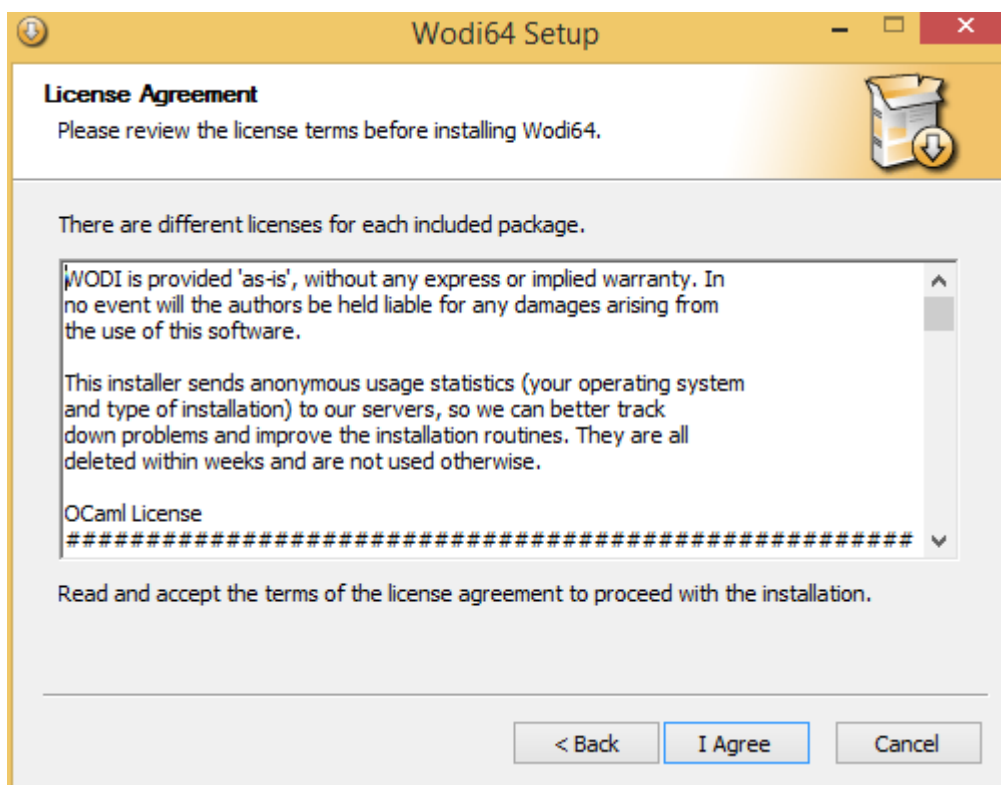 Wodi64 Setup
License Agreement
Please review the license terms before installing Wodi64.
There are different licenses for each included package.
WODI is provided 'as-is', without any express or implied warranty. In
no event will the authors be held liable for any damages arising from
the use of this software.
This installer sends anonymous usage statistics (your operating system
and type of installation) to our servers, so we can better track
down problems and improve the installation routines. They are all
deleted within weeks and are not used otherwise.
OCaml License
#####################################################
Read and accept the terms of the license agreement to proceed with the installation.
< Back
I Agree
Cancel